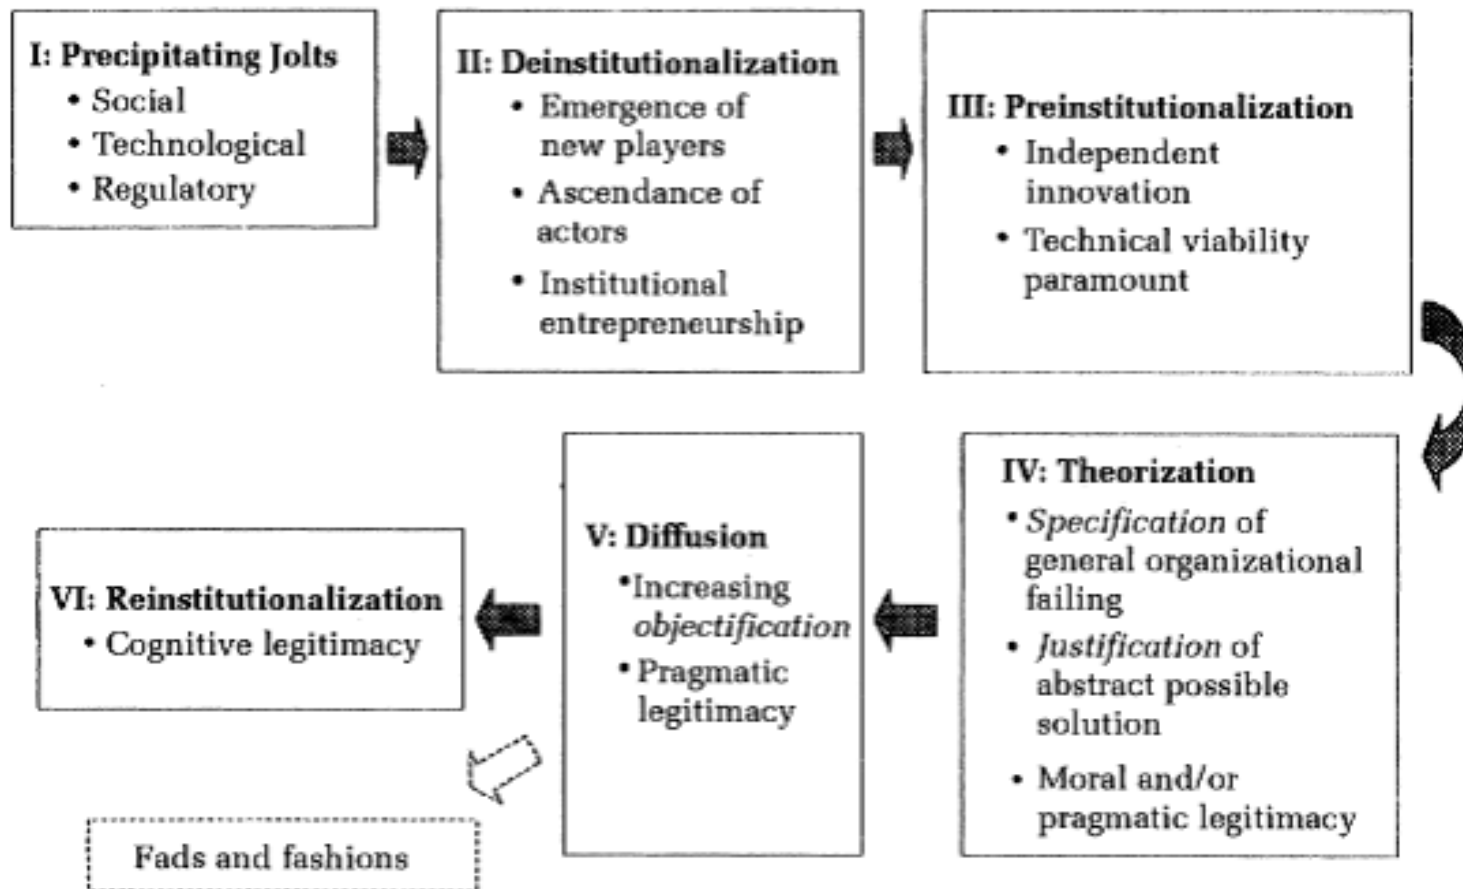 I: Precipitating Jolts
• Social
• Technological
• Regulatory
II: Deinstitutionalization
• Emergence of
new players
• Ascendance of
actors
• Institutional
entrepreneurship
III: Preinstitutionalization
• Independent
innovation
• Technical viability
paramount
IV: Theorization
• Specification of
general organizational
failing
• Justification of
abstract possible
solution
• Moral and/or
pragmatic legitimacy
V: Diffusion
• Increasing
objectification
• Pragmatic
legitimacy
VI: Reinstitutionalization
• Cognitive legitimacy
Fads and fashions